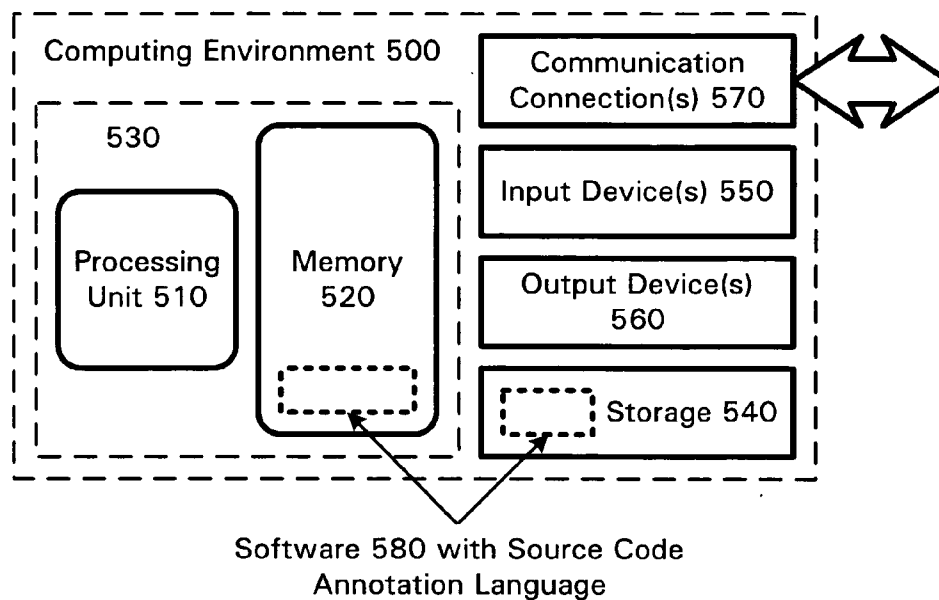 Computing Environment 500
Communication
Connection(s) 570
530
Input Device(s) 550
Processing
Unit 510
Memory
520
Output Device(s)
560
Storage 540
Software 580 with Source Code
Annotation Language